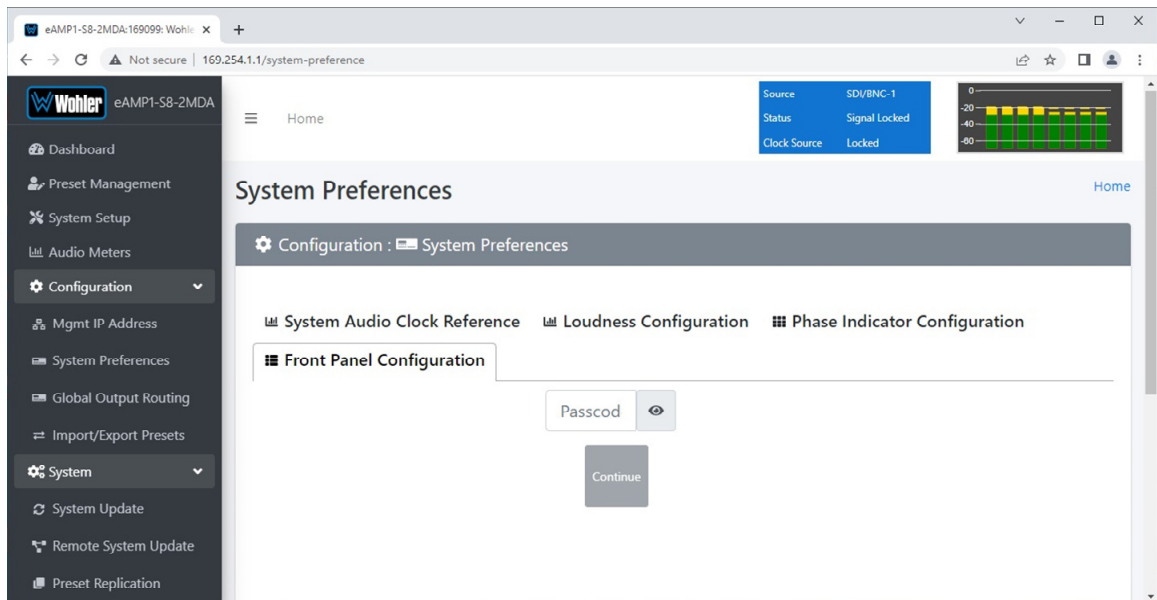 eAMP1-S8-2MDA:169099: Wohle
Not secure | 169.254.1.1/system-preference
Wohler eAMP1-S8-2MDA
Dashboard
Preset Management
System Setup
Audio Meters
Configuration
Mgmt IP Address
System Preferences
Global Output Routing
Import/Export Presets
System
System Update
Remote System Update
Preset Replication
Home
Source SDI/BNC-1
Status Signal Locked
Clock Source Locked
0
-20
-40
-60
System Preferences
Home
Configuration : System Preferences
System Audio Clock Reference Loudness Configuration Phase Indicator Configuration
Front Panel Configuration
Passcod
Continue